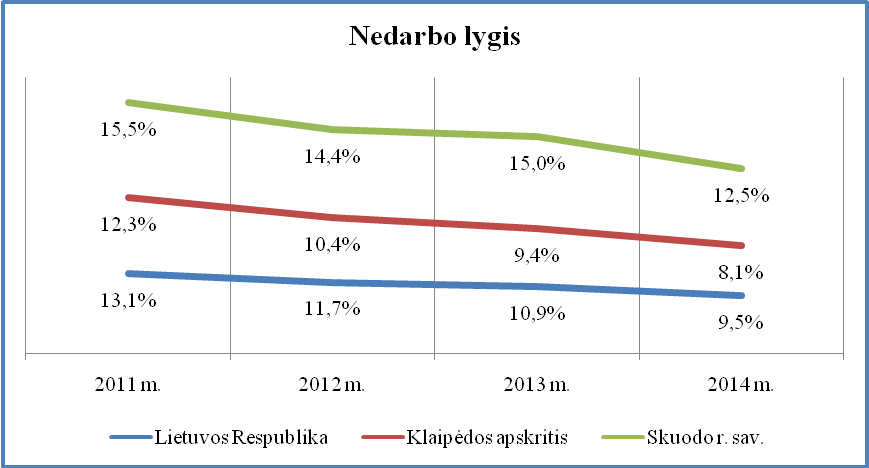 Nedarbo lygis
15,5%
14,4%
15,0%
12,5%
12,3%
10,4%
9,4%
8,1%
13,1%
11,7%
10,9%
9,5%
2011 m.
2012 m.
2013 m.
2014 m.
Lietuvos Respublika
Klaipėdos apskritis
Skuodo r. sav.